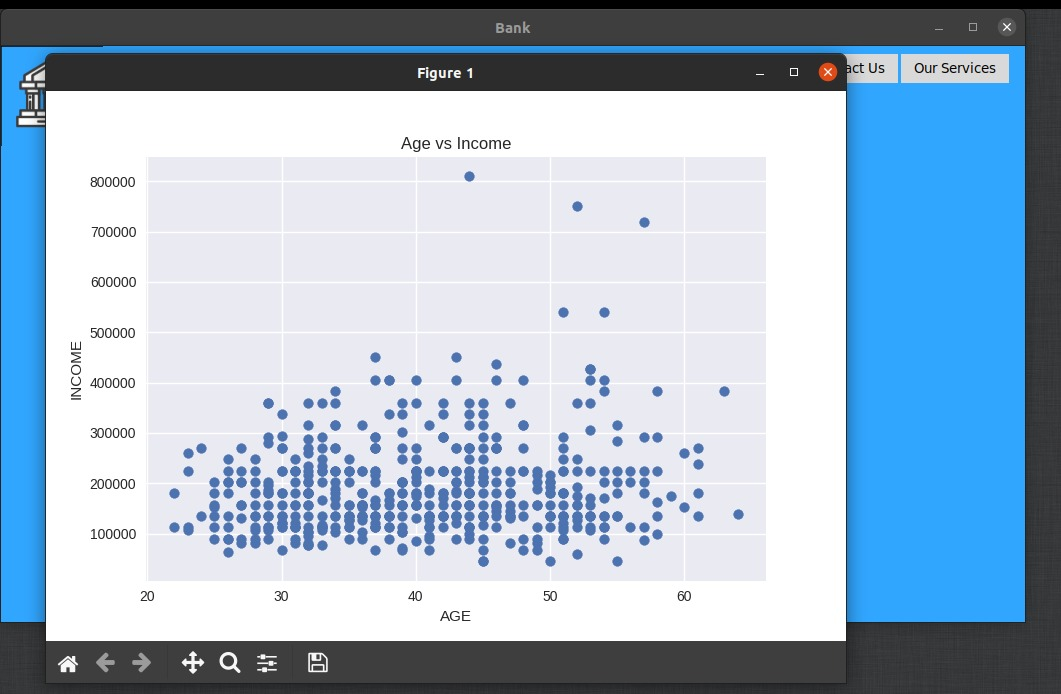 Bank
Figure 1
act Us
Our Services
Age vs Income
800000
700000
600000
500000
400000
300000
200000
100000
INCOME
20 30 40 50 60
AGE